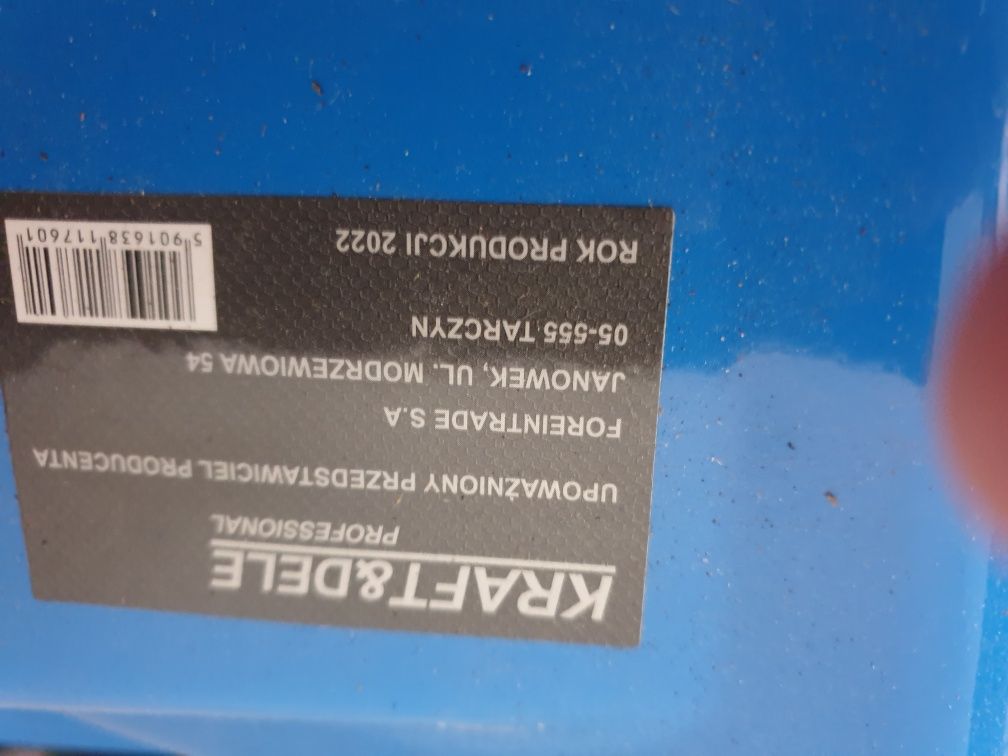 KRAFT&DELE
PROFESSIONAL
UPOWAŻNIONY PRZEDSTAWICIEL PRODUCENTA
FOREINTRADE S.A
JANOWEK, UL. MODRZEWIOWA 54
05-555 TARCZYN
ROK PRODUKCJI 2022
5 901638 117601